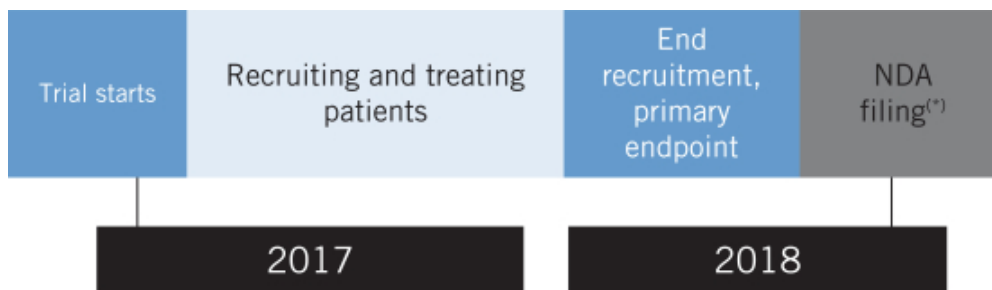 Trial starts
Recruiting and treating
patients
End
recruitment,
primary
endpoint
NDA
filing(*)
2017
2018